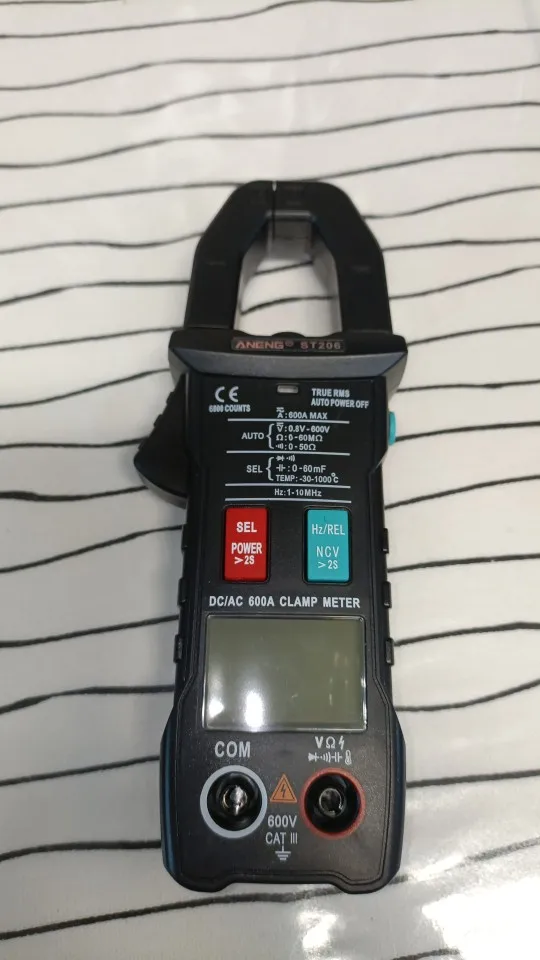 ANENG® ST206
CE
6000 COUNTS
TRUE RMS
AUTO POWER OFF
A:600A MAX
AUTO
V:0.8V-600V
Ω:0-60MΩ
:0-50Ω
SEL
:0-60mF
TEMP:-30-1000℃
Hz:1-10MHz
SEL
POWER
>2S
Hz/REL
NCV
>2S
DC/AC 600A CLAMP METER
COM
VΩ
600V
CAT III